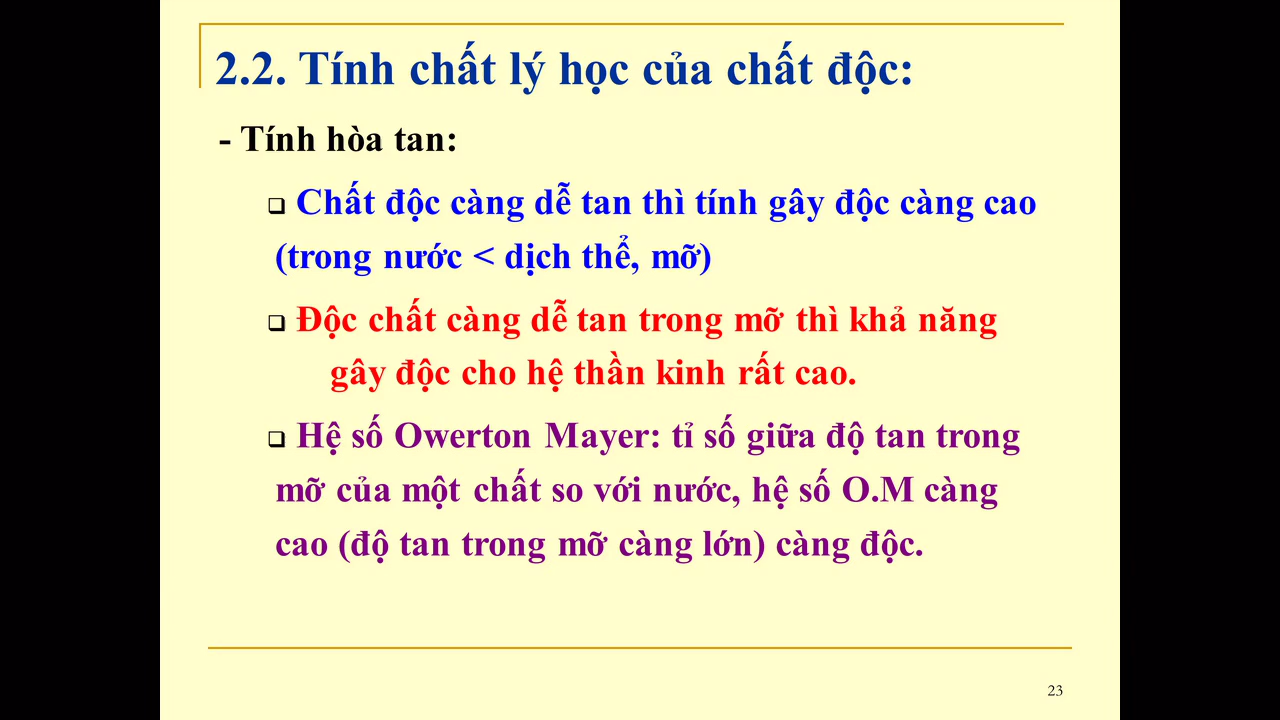 2.2. Tính chất lý học của chất độc:
- Tính hòa tan:
❑ Chất độc càng dễ tan thì tính gây độc càng cao
(trong nước < dịch thể, mỡ)
❑ Độc chất càng dễ tan trong mỡ thì khả năng
gây độc cho hệ thần kinh rất cao.
❑ Hệ số Owerton Mayer: tỉ số giữa độ tan trong
mỡ của một chất so với nước, hệ số O.M càng
cao (độ tan trong mỡ càng lớn) càng độc.
23